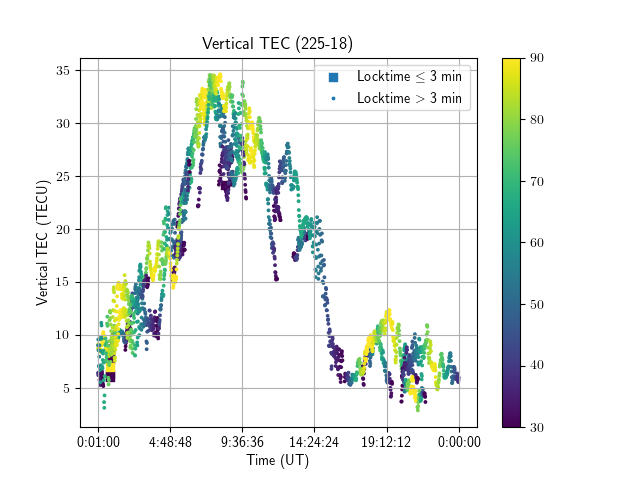 Vertical TEC (225-18)
Locktime ≤ 3 min
Locktime > 3 min
Vertical TEC (TECU)
35
30
25
20
15
10
5
0:01:00 4:48:48 9:36:36 14:24:24 19:12:12 0:00:00
Time (UT)
90
80
70
60
50
40
30